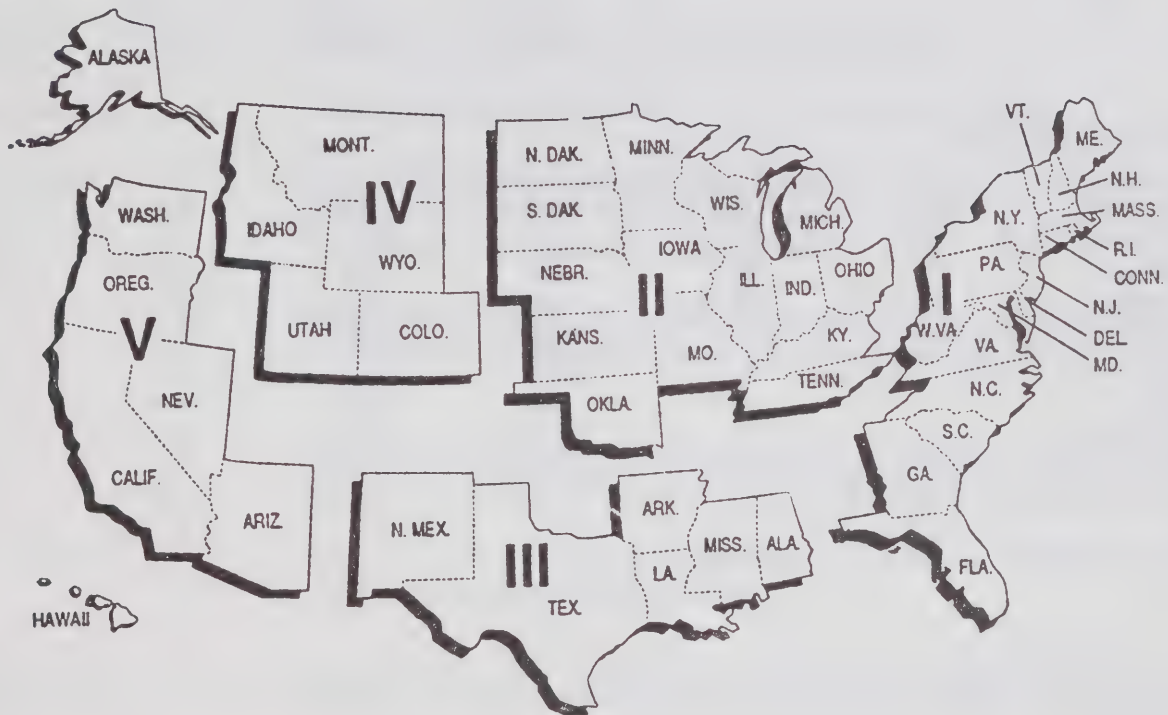 ALASKA
WASH.
OREG.
V
NEV.
CALIF.
ARIZ
HAWAII
MONT.
IV
IDAHO
WYO.
UTAH
COLO.
N. DAK.
MINN.
S. DAK.
WIS.
MICH.
IOWA
NEBR.
II
ILL.
IND.
OHIO
KANS.
MO.
KY.
TENN.
OKLA.
N. MEX.
III
TEX.
ARK.
LA.
MISS.
ALA.
VT.
ME.
N.H.
MASS.
N.Y.
R.I.
CONN.
PA.
I
N.J.
W.VA.
DEL.
VA.
MD.
N.C.
S.C.
GA.
FLA.